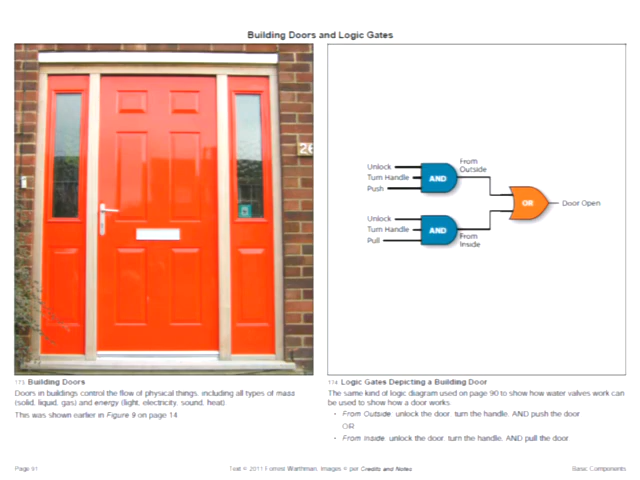 Building Doors and Logic Gates
26
Unlock
Turn Handle
Push
AND
From
Outside
OR
Door Open
Unlock
Turn Handle
Pull
AND
From
Inside
173 Building Doors
Doors in buildings control the flow of physical things, including all types of mass
(solid, liquid, gas) and energy (light, electricity, sound, heat).
This was shown earlier in Figure 9 on page 14
174 Logic Gates Depicting a Building Door
The same kind of logic diagram used on page 90 to show how water valves work can
be used to show how a door works.
• From Outside unlock the door turn the handle, AND push the door
OR
• From Inside unlock the door turn the handle, AND pull the door
Page 91
Text © 2011 Forrest Warthman. Images © per Credits and Notes
Basic Components